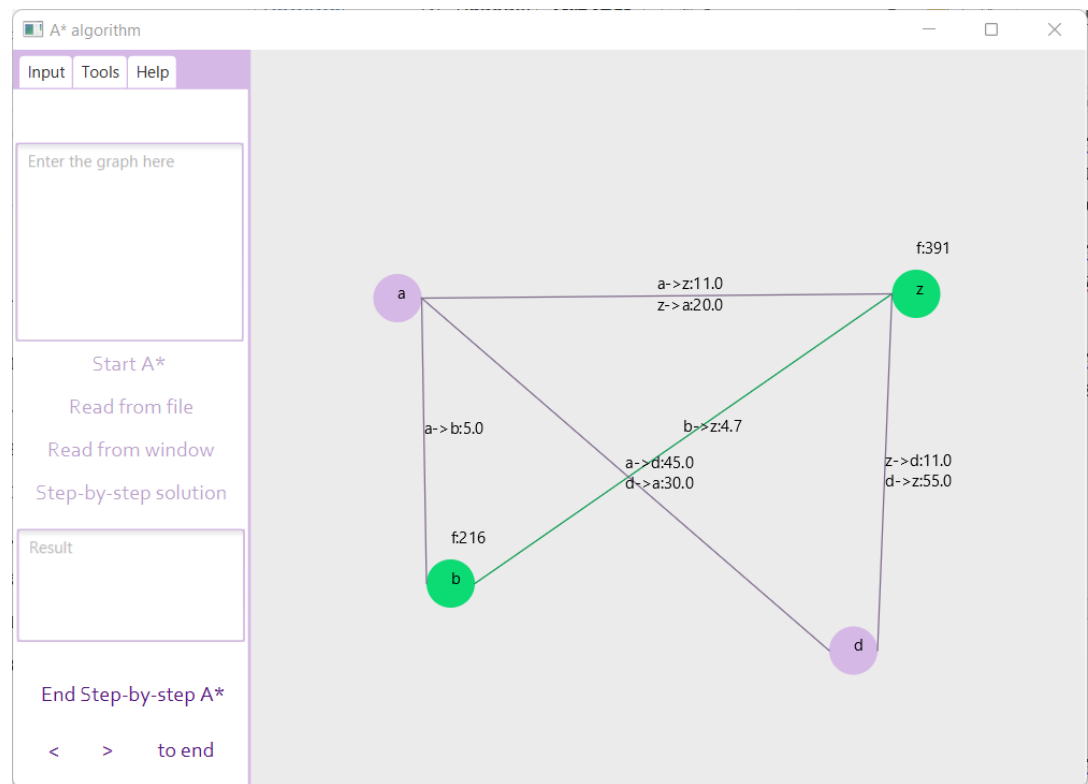 A* algorithm
Input Tools Help
Enter the graph here
Start A*
Read from file
Read from window
Step-by-step solution
Result
End Step-by-step A*
< > to end
f:391
a
z
a->z:11.0
z->a:20.0
a->b:5.0
b->z:4.7
a->d:45.0
d->a:30.0
z->d:11.0
d->z:55.0
f:216
b
d